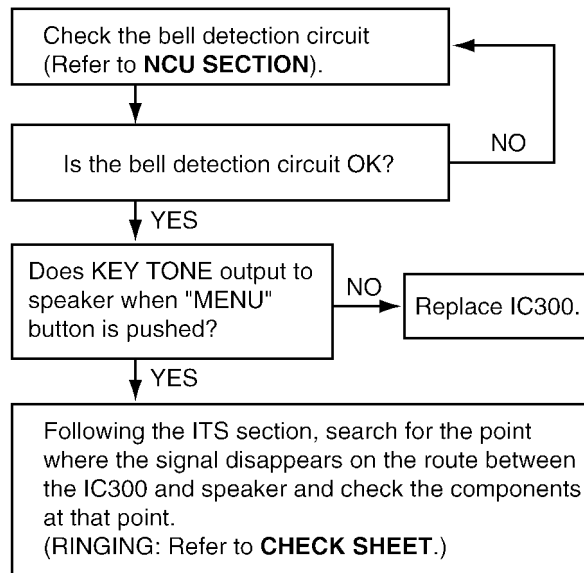 Check the bell detection circuit
(Refer to NCU SECTION).
Is the bell detection circuit OK?
NO
YES
Does KEY TONE output to
speaker when "MENU"
button is pushed?
NO
Replace IC300.
YES
Following the ITS section, search for the point
where the signal disappears on the route between
the IC300 and speaker and check the components
at that point.
(RINGING: Refer to CHECK SHEET.)